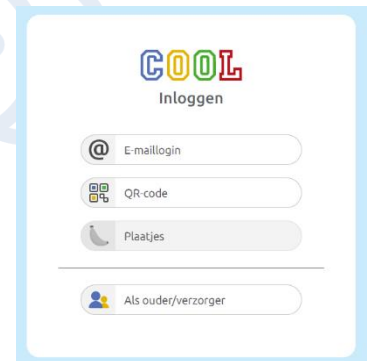 COOL
Inloggen
E-maillogin
QR-code
Plaatjes
Als ouder/verzorger